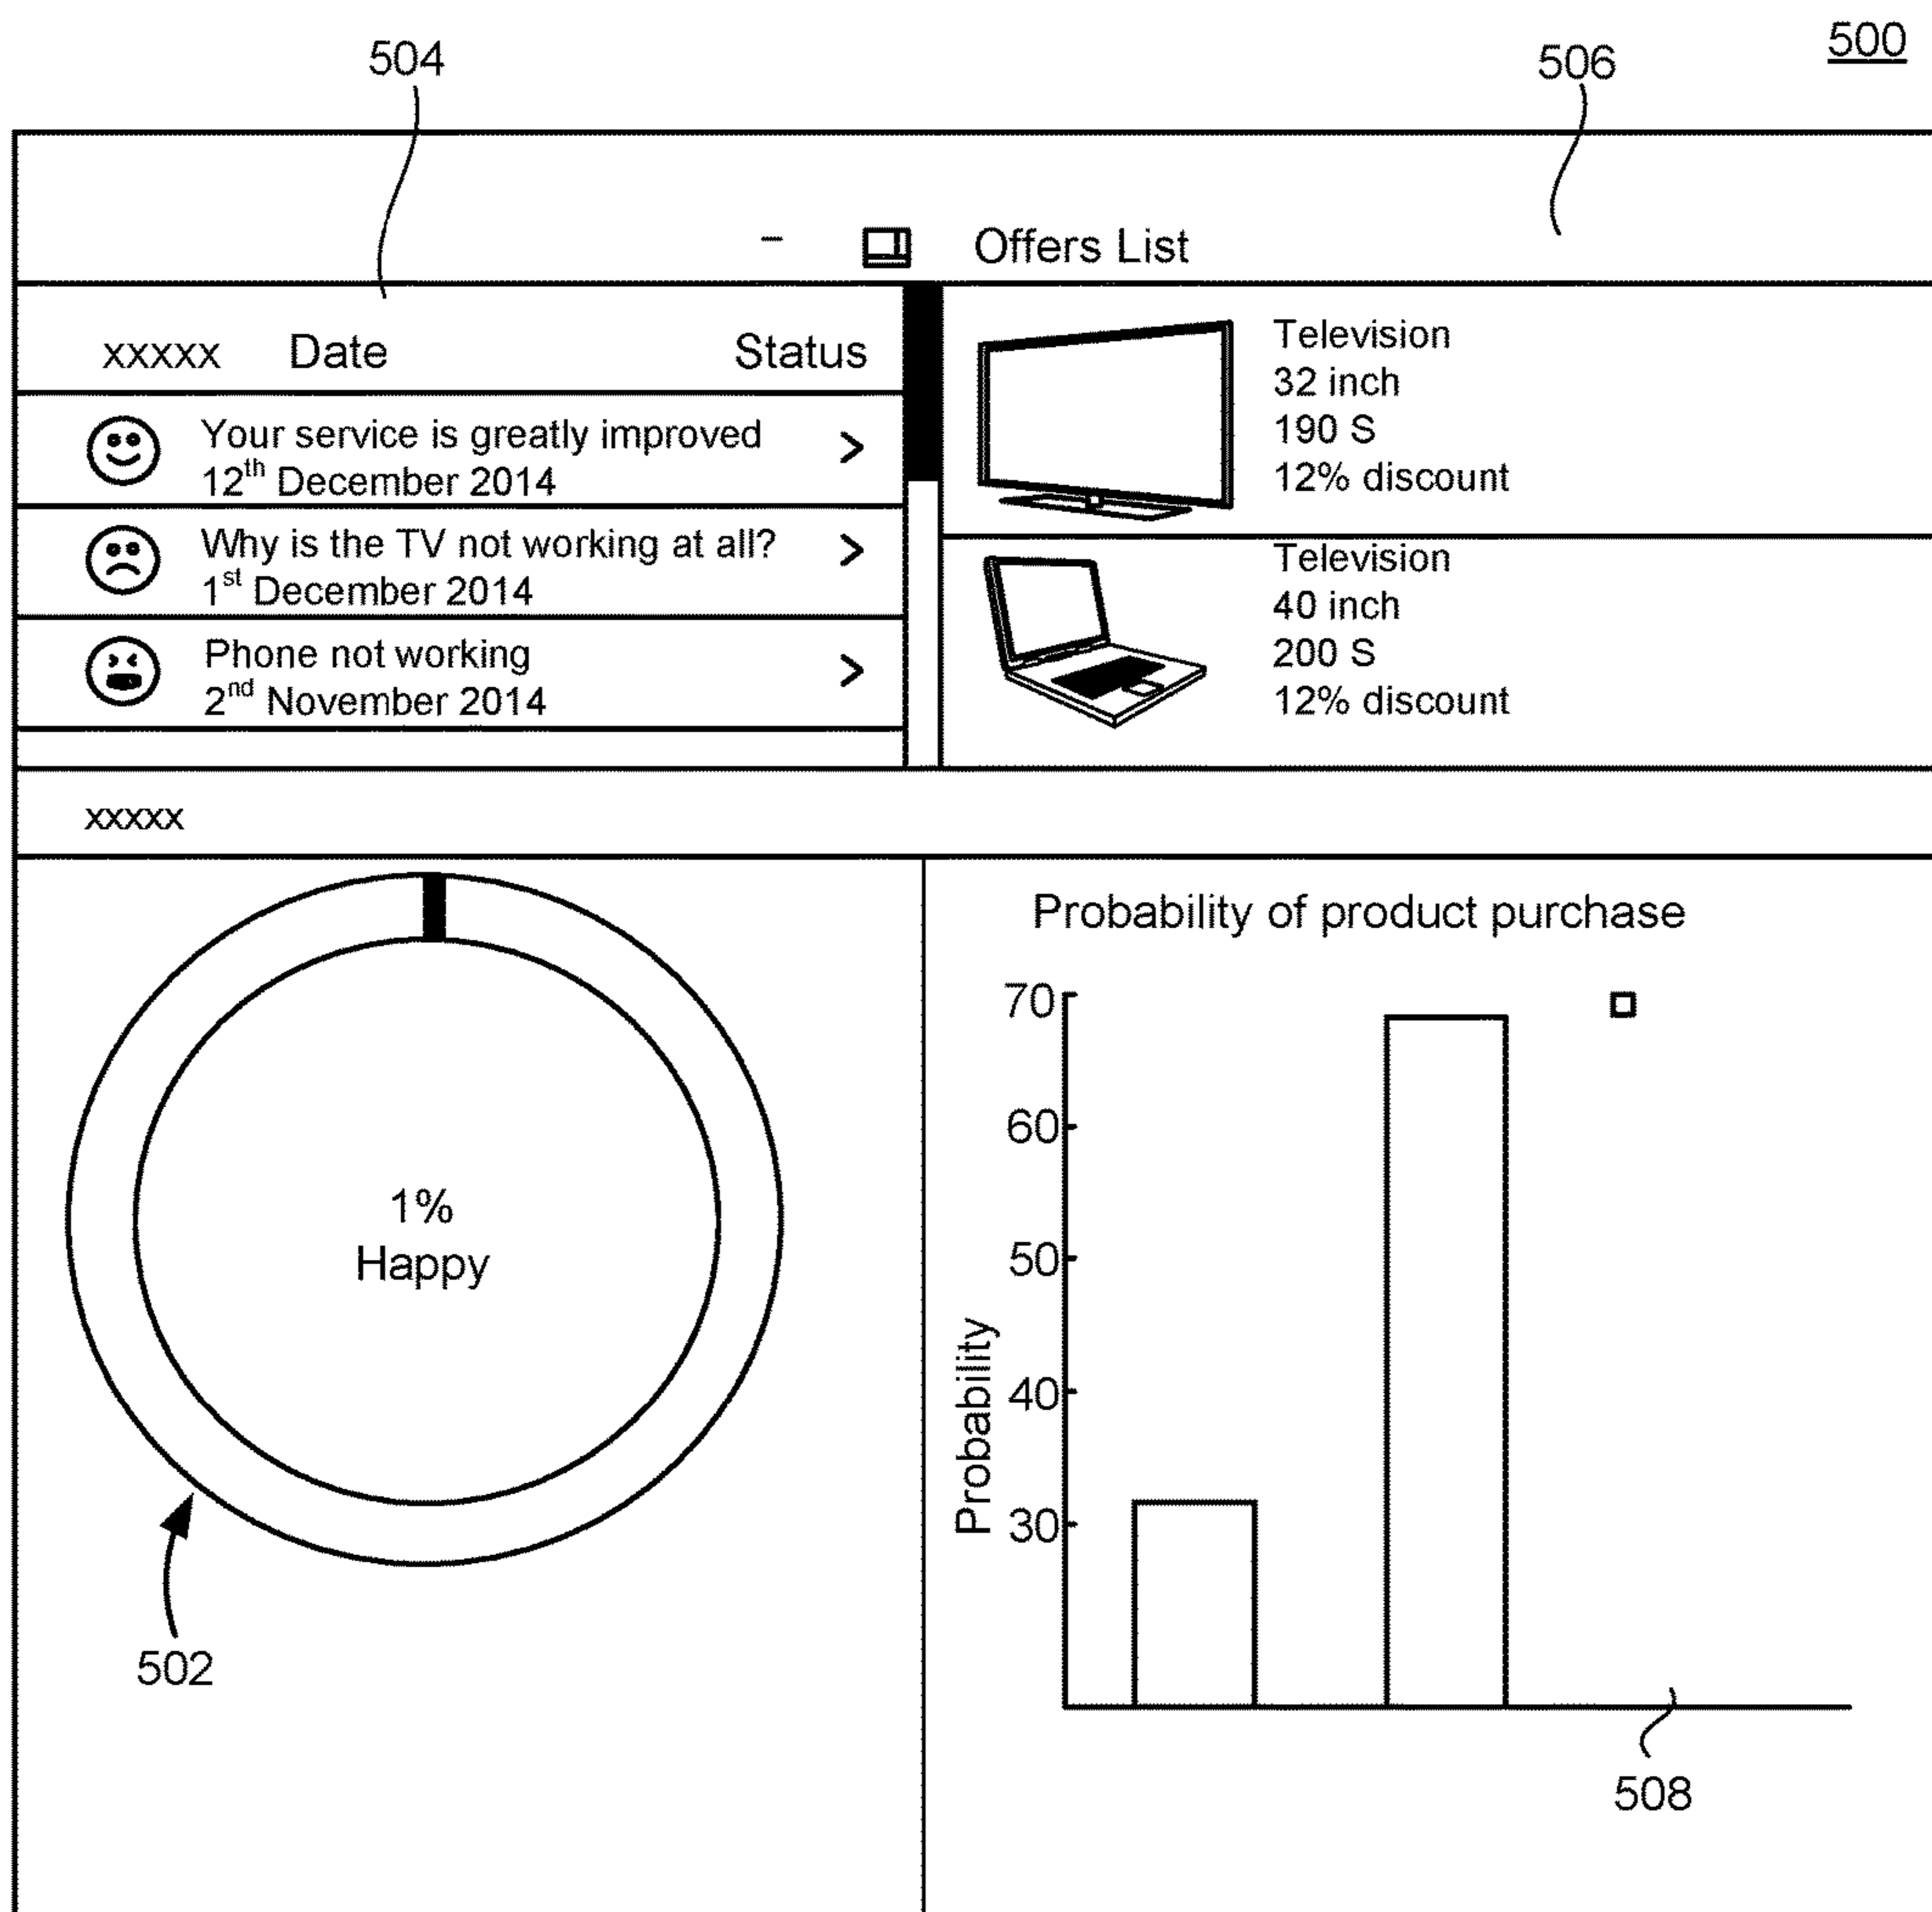 504
506
500
Offers List
xxxxx Date Status
Your service is greatly improved
12th December 2014
Why is the TV not working at all?
1st December 2014
Phone not working
2nd November 2014
Television
32 inch
190 S
12% discount
Television
40 inch
200 S
12% discount
xxxxx
1%
Happy
502
Probability of product purchase
Probability
70
60
50
40
30
508